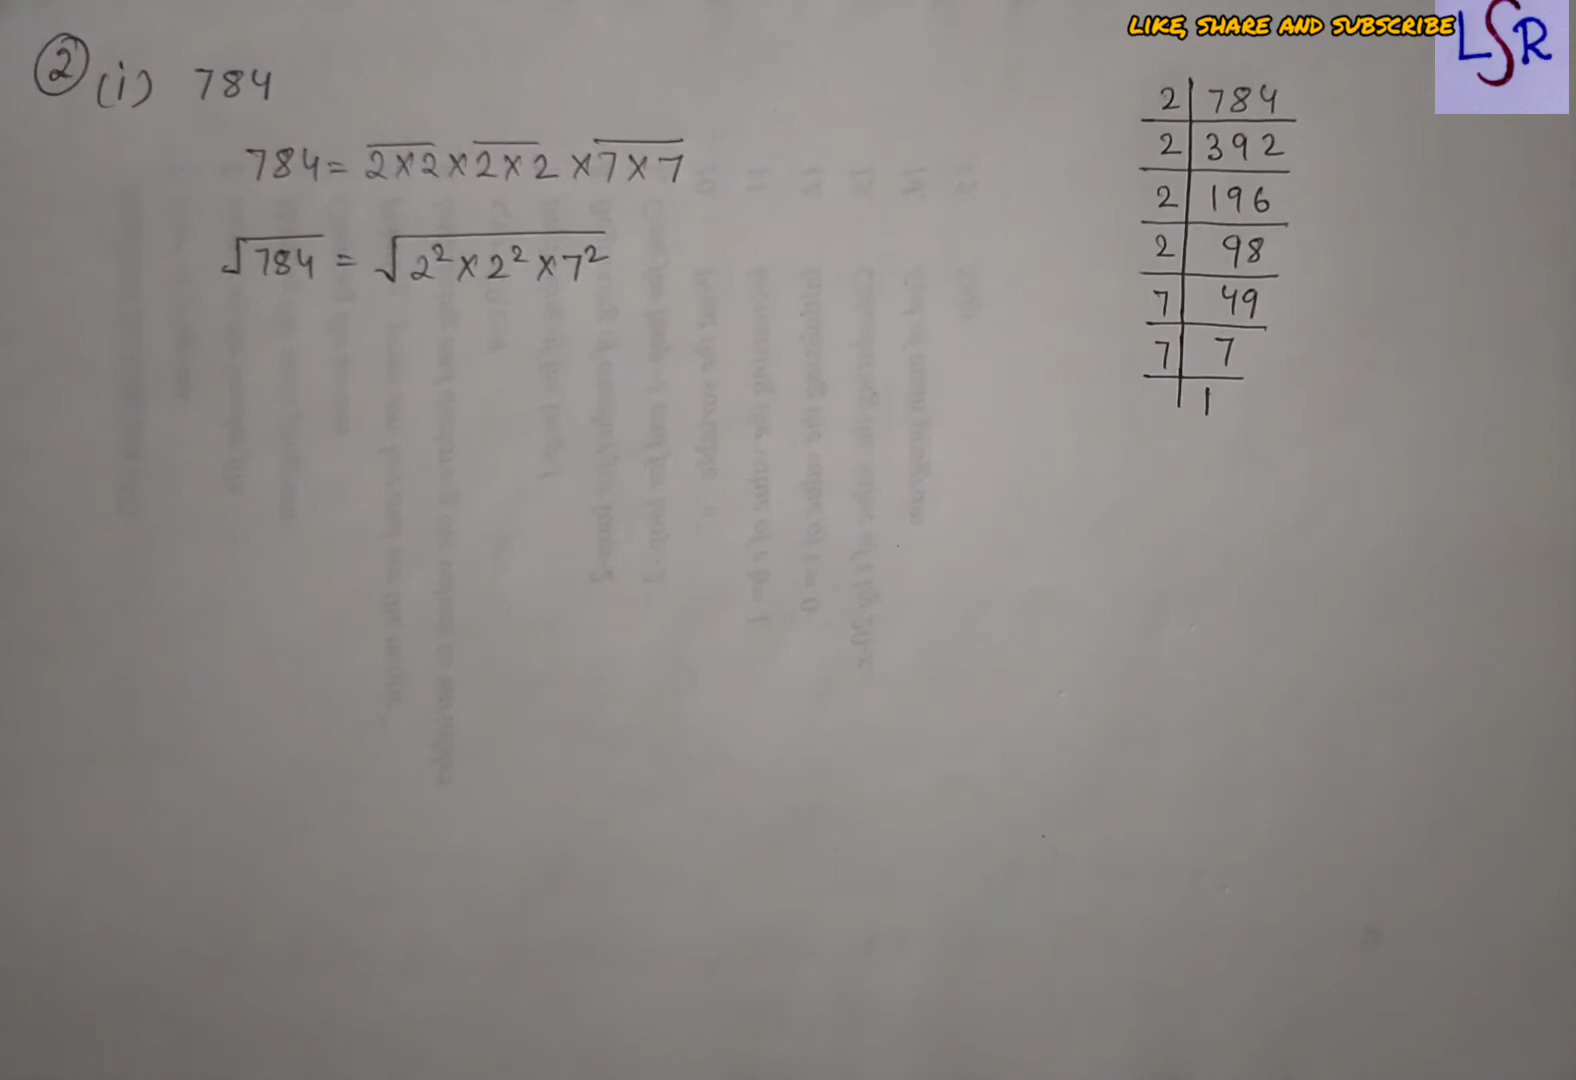 LIKE, SHARE AND SUBSCRIBE
LSR
2 (i) 784
784 = 2×2×2×2×7×7
√784 = √2²×2²×7²
2 784
2 392
2 196
2 98
7 49
7 7
1